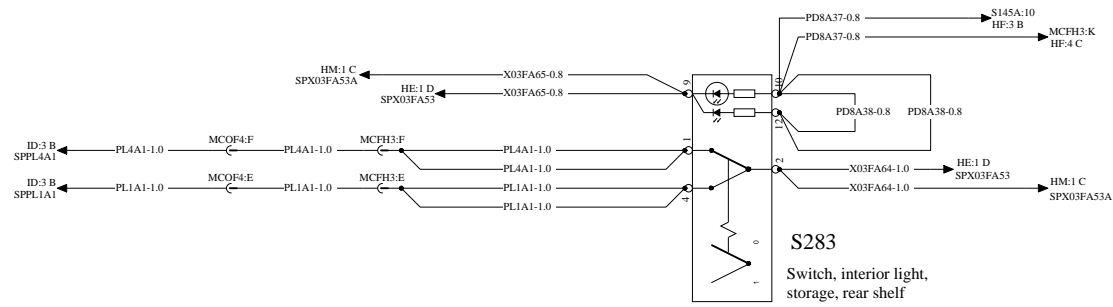 S145A:10
PD8A37-0.8
HF:3 B
PD8A37-0.8
MCFH3:K
HF:4 C
HM:1 C
SPX03FA53A
X03FA65-0.8
HE:1 D
SPX03FA53
X03FA65-0.8
9
10
12
PD8A38-0.8
PD8A38-0.8
ID:3 B
SPPL4A1
PL4A1-1.0
MCOF4:F
PL4A1-1.0
MCFH3:F
PL4A1-1.0
PL4A1-1.0
1
2
ID:3 B
SPPL1A1
PL1A1-1.0
MCOF4:E
PL1A1-1.0
MCFH3:E
PL1A1-1.0
PL1A1-1.0
4
X03FA64-1.0
HE:1 D
SPX03FA53
X03FA64-1.0
HM:1 C
SPX03FA53A
0
1
S283
Switch, interior light,
storage, rear shelf